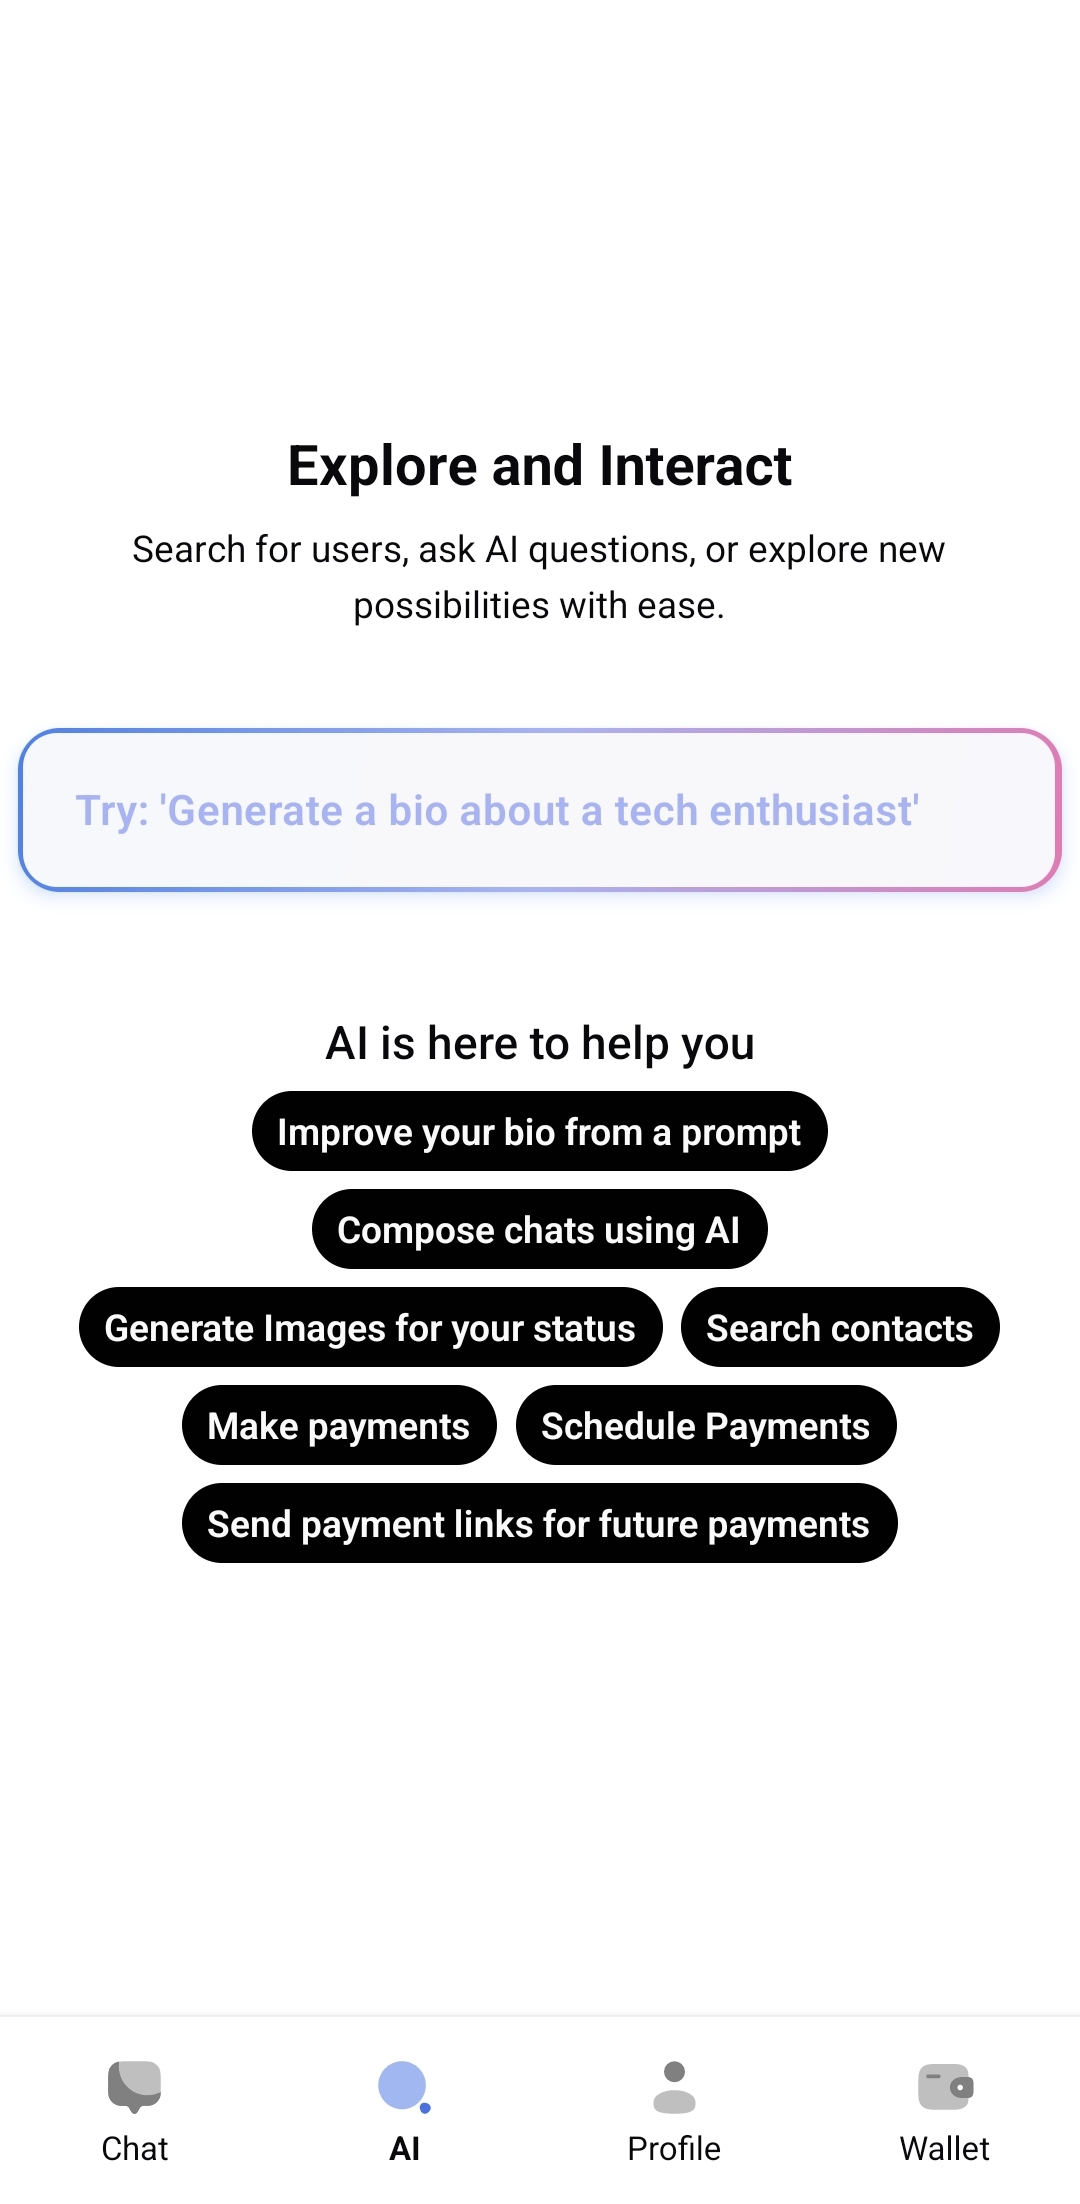 Explore and Interact
Search for users, ask AI questions, or explore new
possibilities with ease.
Try: 'Generate a bio about a tech enthusiast'
AI is here to help you
Improve your bio from a prompt
Compose chats using AI
Generate Images for your status
Search contacts
Make payments
Schedule Payments
Send payment links for future payments
Chat
AI
Profile
Wallet